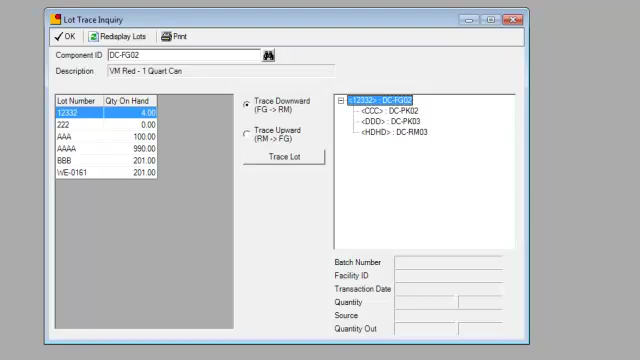 Lot Trace Inquiry
OK Redisplay Lots Print
Component ID DC-FG02
Description VM Red - 1 Quart Can
Lot Number Qty On Hand
12332 4.00
222 0.00
AAA 100.00
AAAA 990.00
BBB 201.00
WE-0161 201.00
Trace Downward
(FG -> RM)
Trace Upward
(RM -> FG)
Trace Lot
<12332> : DC-FG02
<CCC> : DC-PK02
<DDD> : DC-PK03
<HDHD> : DC-RM03
Batch Number
Facility ID
Transaction Date
Quantity
Source
Quantity Out